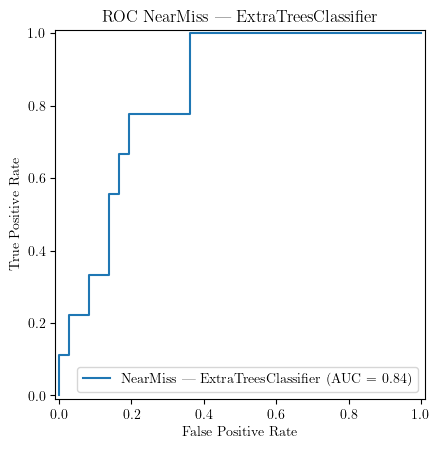 ROC NearMiss — ExtraTreesClassifier
1.0
0.8
0.6
0.4
0.2
0.0
True Positive Rate
NearMiss — ExtraTreesClassifier (AUC = 0.84)
0.0 0.2 0.4 0.6 0.8 1.0
False Positive Rate